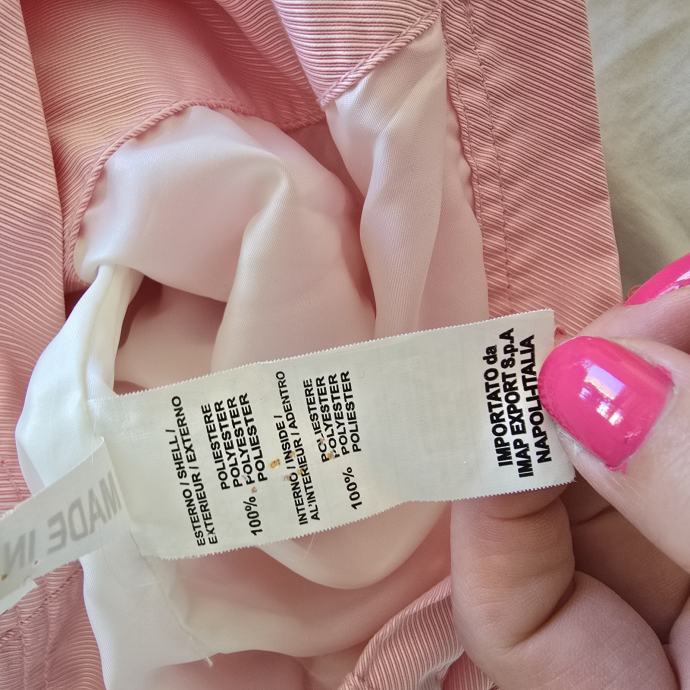 ESTERNO / SHELL /
EXTERIEUR / EXTERNO
POLIESTERE
POLYESTER
100% POLYESTER
POLIESTER
INTERNO / INSIDE /
AL'INTERIEUR / ADENTRO
POLIESTERE
POLYESTER
100% POLYESTER
POLIESTER
IMPORTATO da
IMAP EXPORT S.p.A
NAPOLI-ITALIA
MADE IN